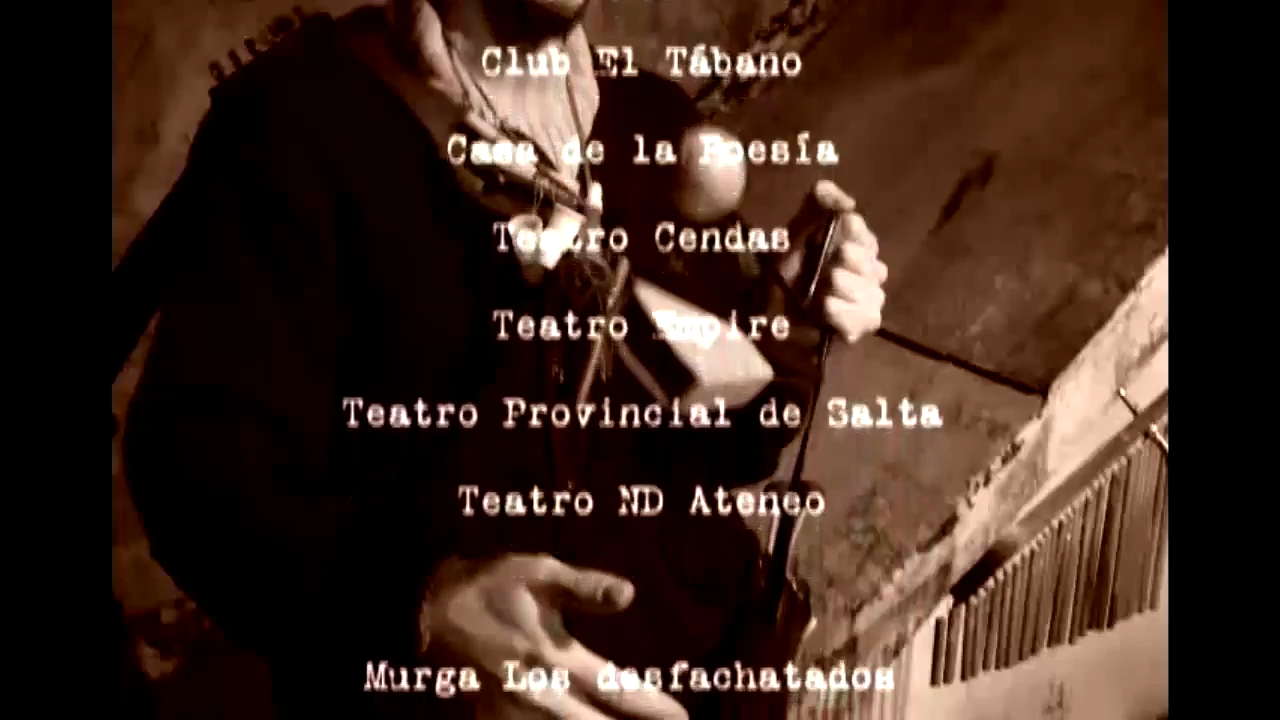 Club El Tábano
Casa de la Poesía
Teatro Cendas
Teatro Empire
Teatro Provincial de Salta
Teatro ND Ateneo
Murga Los desfachatados